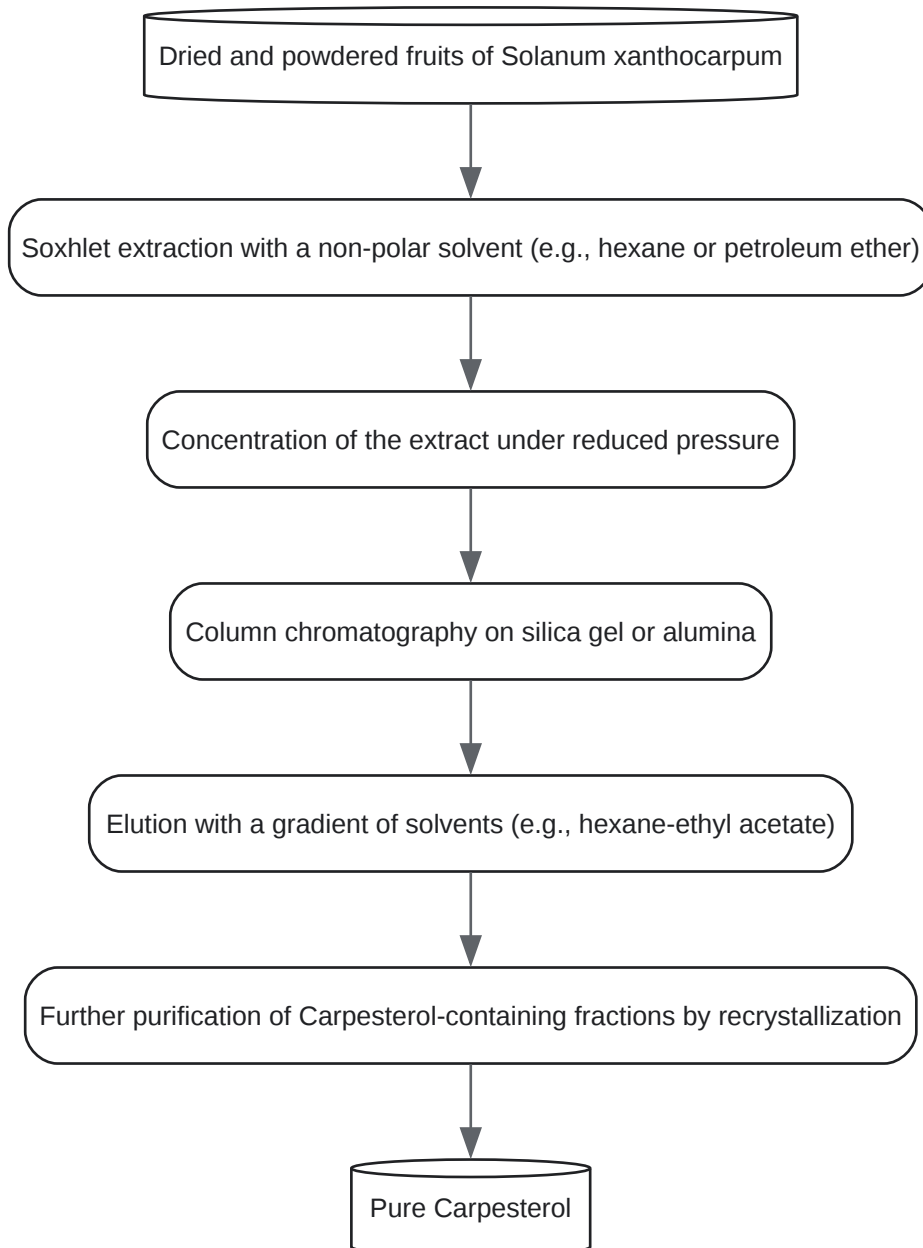 Dried and powdered fruits of Solanum xanthocarpum
Soxhlet extraction with a non-polar solvent (e.g., hexane or petroleum ether)
Concentration of the extract under reduced pressure
Column chromatography on silica gel or alumina
Elution with a gradient of solvents (e.g., hexane-ethyl acetate)
Further purification of Carpesterol-containing fractions by recrystallization
Pure Carpesterol